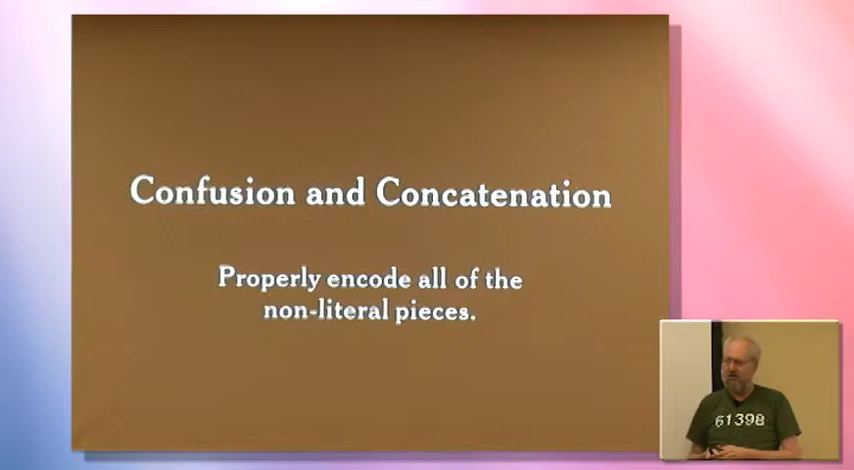 Confusion and Concatenation
Properly encode all of the
non-literal pieces.
61398